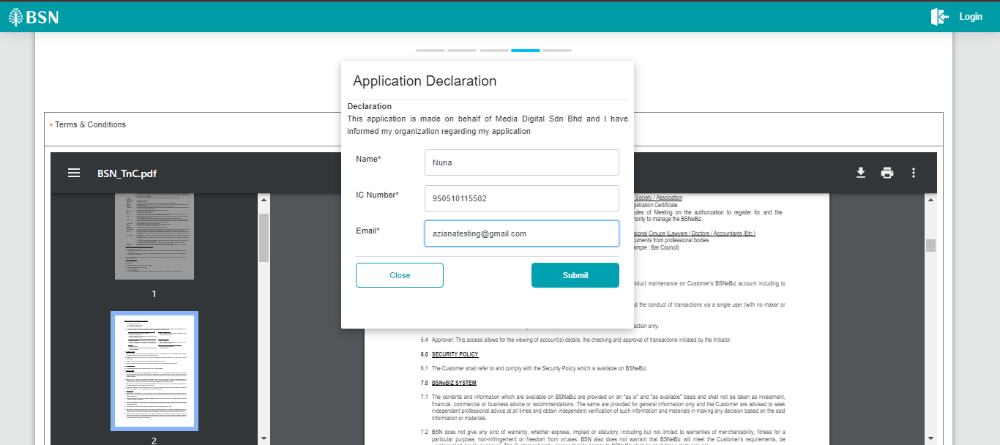 BSN
Login
Application Declaration
Declaration
This application is made on behalf of Media Digital Sdn Bhd and I have
informed my organization regarding my application
Terms & Conditions
Name*
Nuna
IC Number*
950510115502
Email*
azianatesting@gmail.com
Close
Submit
BSN_TnC.pdf
1
2
Society / Association
Certificate
of Meeting on the authorization to register for and the
to manage the BSNeBiz.
Groups (Lawyers / Doctors / Accountants /Etc.)
from professional bodies
: Bar Council)
maintenance on Customer's BSNeBiz account including to
the conduct of transactions via a single user (with no maker or
only.
5.4 Approver: This access allows for the viewing of account(s) details, the checking and approval of transactions initiated by the Initiator.
6.0 SECURITY POLICY
6.1 The Customer shall refer to and comply with the Security Policy which is available on BSNeBiz.
7.0 BSNeBIZ SYSTEM
7.1 The contents and information which are available on BSNeBiz are provided on an "as is" and "as available" basis and shall not be taken as investment,
financial, commercial or business advice or recommendations. The same are provided for general information only and the Customer are advised to seek
independent professional advice at all times and obtain independent verification of such information and materials in making any decision based on the said
information or materials.
7.2 BSN does not give any kind of warranty, whether express, implied or statutory, including but not limited to warranties of merchantability, fitness for a
particular purpose, non-infringement or freedom from viruses. BSN also does not warrant that BSNeBiz will meet the Customer's requirements, be